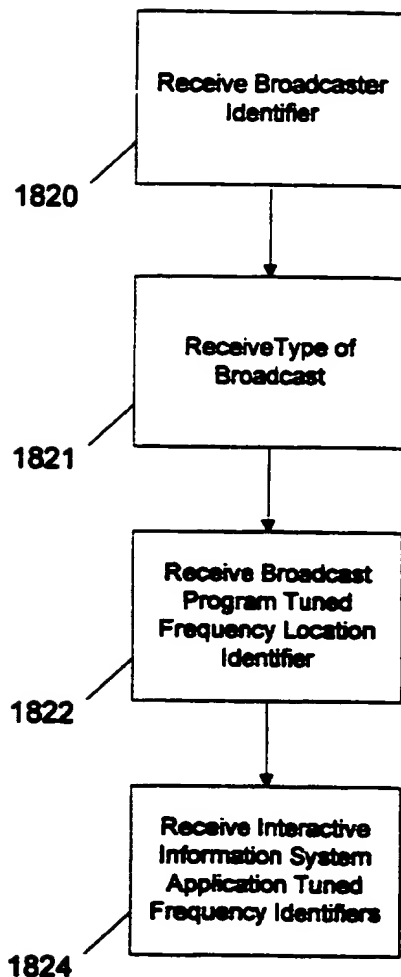 Receive Broadcaster
Identifier
1820
ReceiveType of
Broadcast
1821
Receive Broadcast
Program Tuned
Frequency Location
Identifier
1822
Receive Interactive
Information System
Application Tuned
Frequency Identifiers
1824